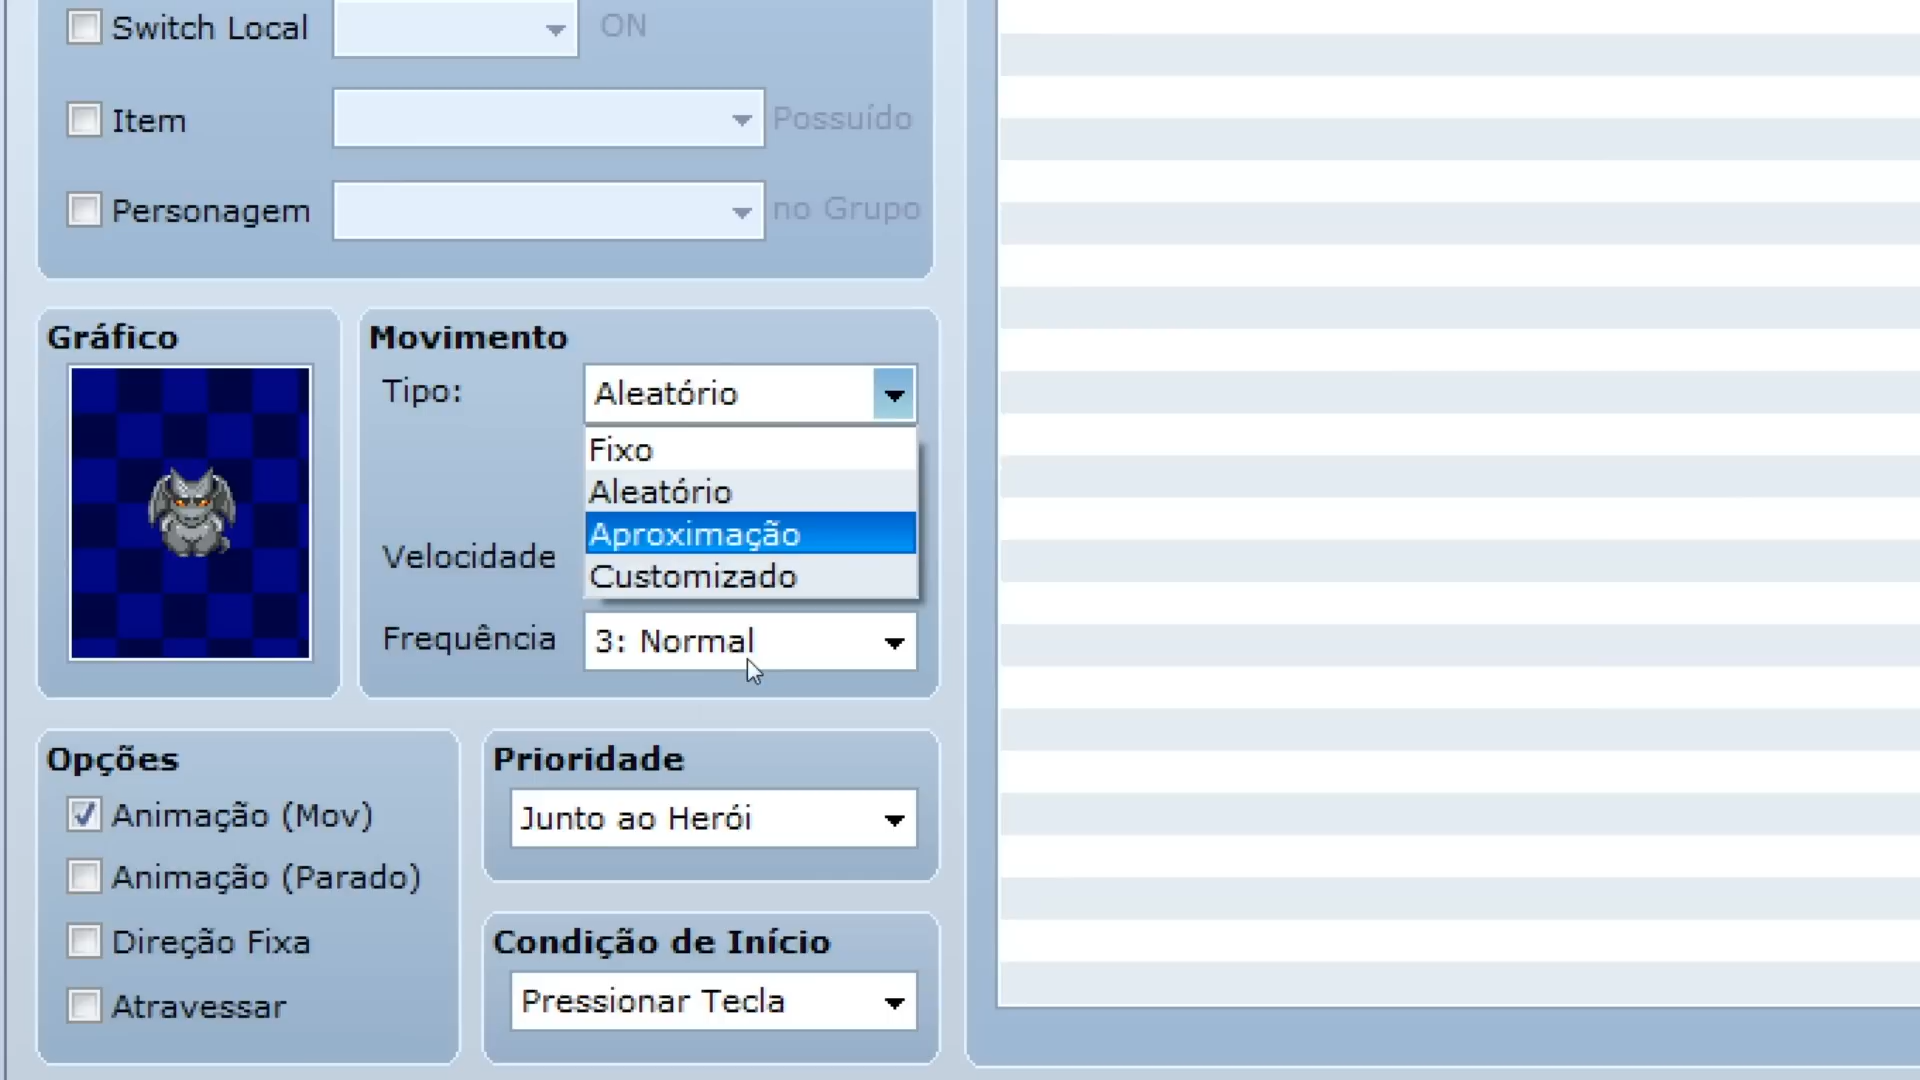 Switch Local ON
Item Possuído
Personagem no Grupo
Gráfico
Movimento
Tipo: Aleatório
Fixo
Aleatório
Aproximação
Customizado
Velocidade
Frequência 3: Normal
Opções
Animação (Mov)
Animação (Parado)
Direção Fixa
Atravessar
Prioridade
Junto ao Herói
Condição de Início
Pressionar Tecla